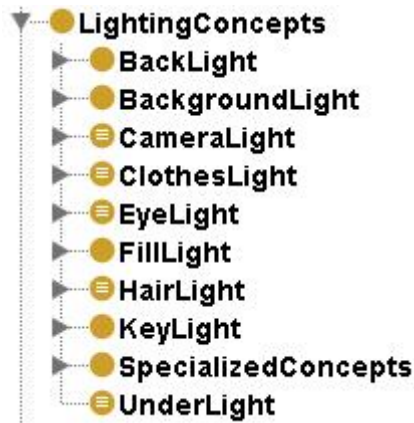 LightingConcepts
BackLight
BackgroundLight
CameraLight
ClothesLight
EyeLight
FillLight
HairLight
KeyLight
SpecializedConcepts
UnderLight